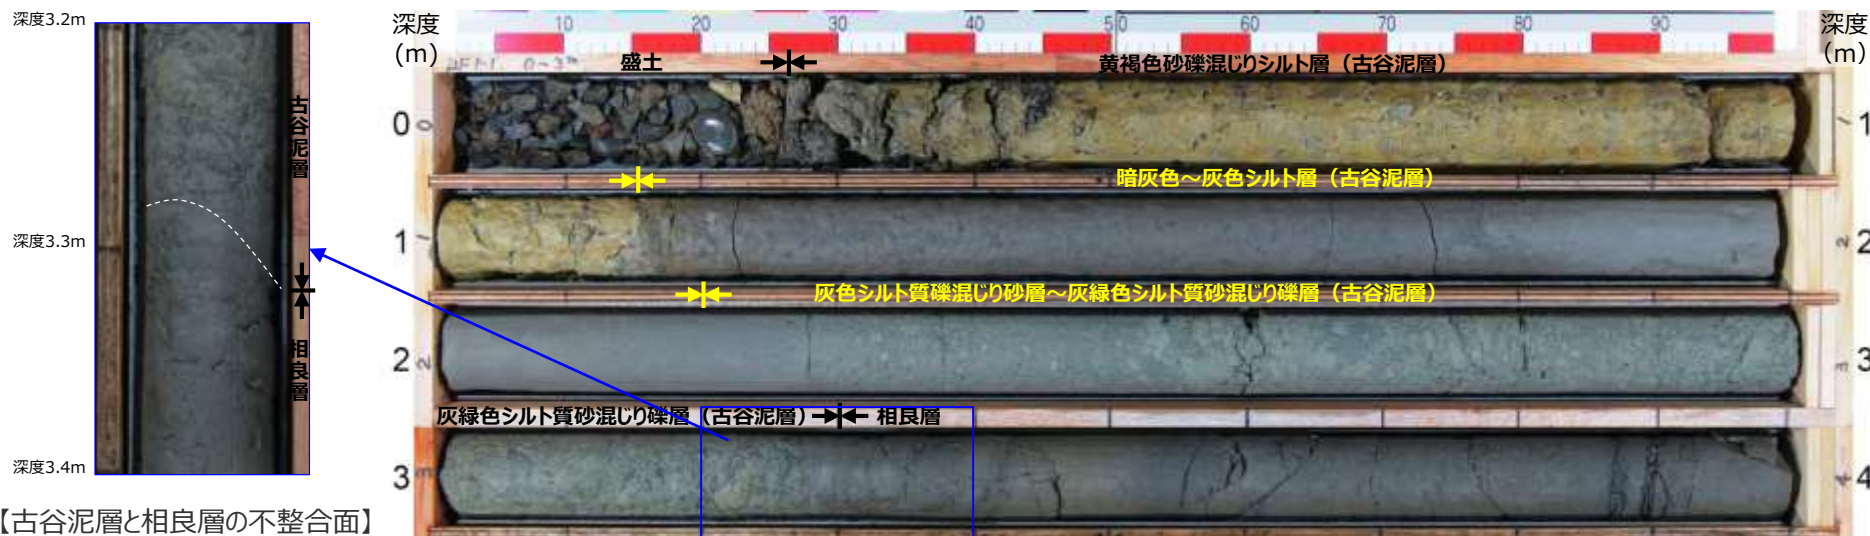 深度3.2m
古谷泥層
深度3.3m
相良層
深度3.4m
【古谷泥層と相良層の不整合面】
深度
(m)
10 20 30 40 50 60 70 80 90
深度
(m)
盛土
黄褐色砂礫混じりシルト層（古谷泥層）
0 0 1
暗灰色～灰色シルト層（古谷泥層）
1 2 2
灰色シルト質礫混じり砂層～灰緑色シルト質砂混じり礫層（古谷泥層）
2 2 3 3
灰緑色シルト質砂混じり礫層（古谷泥層）
相良層
3 3 4 4